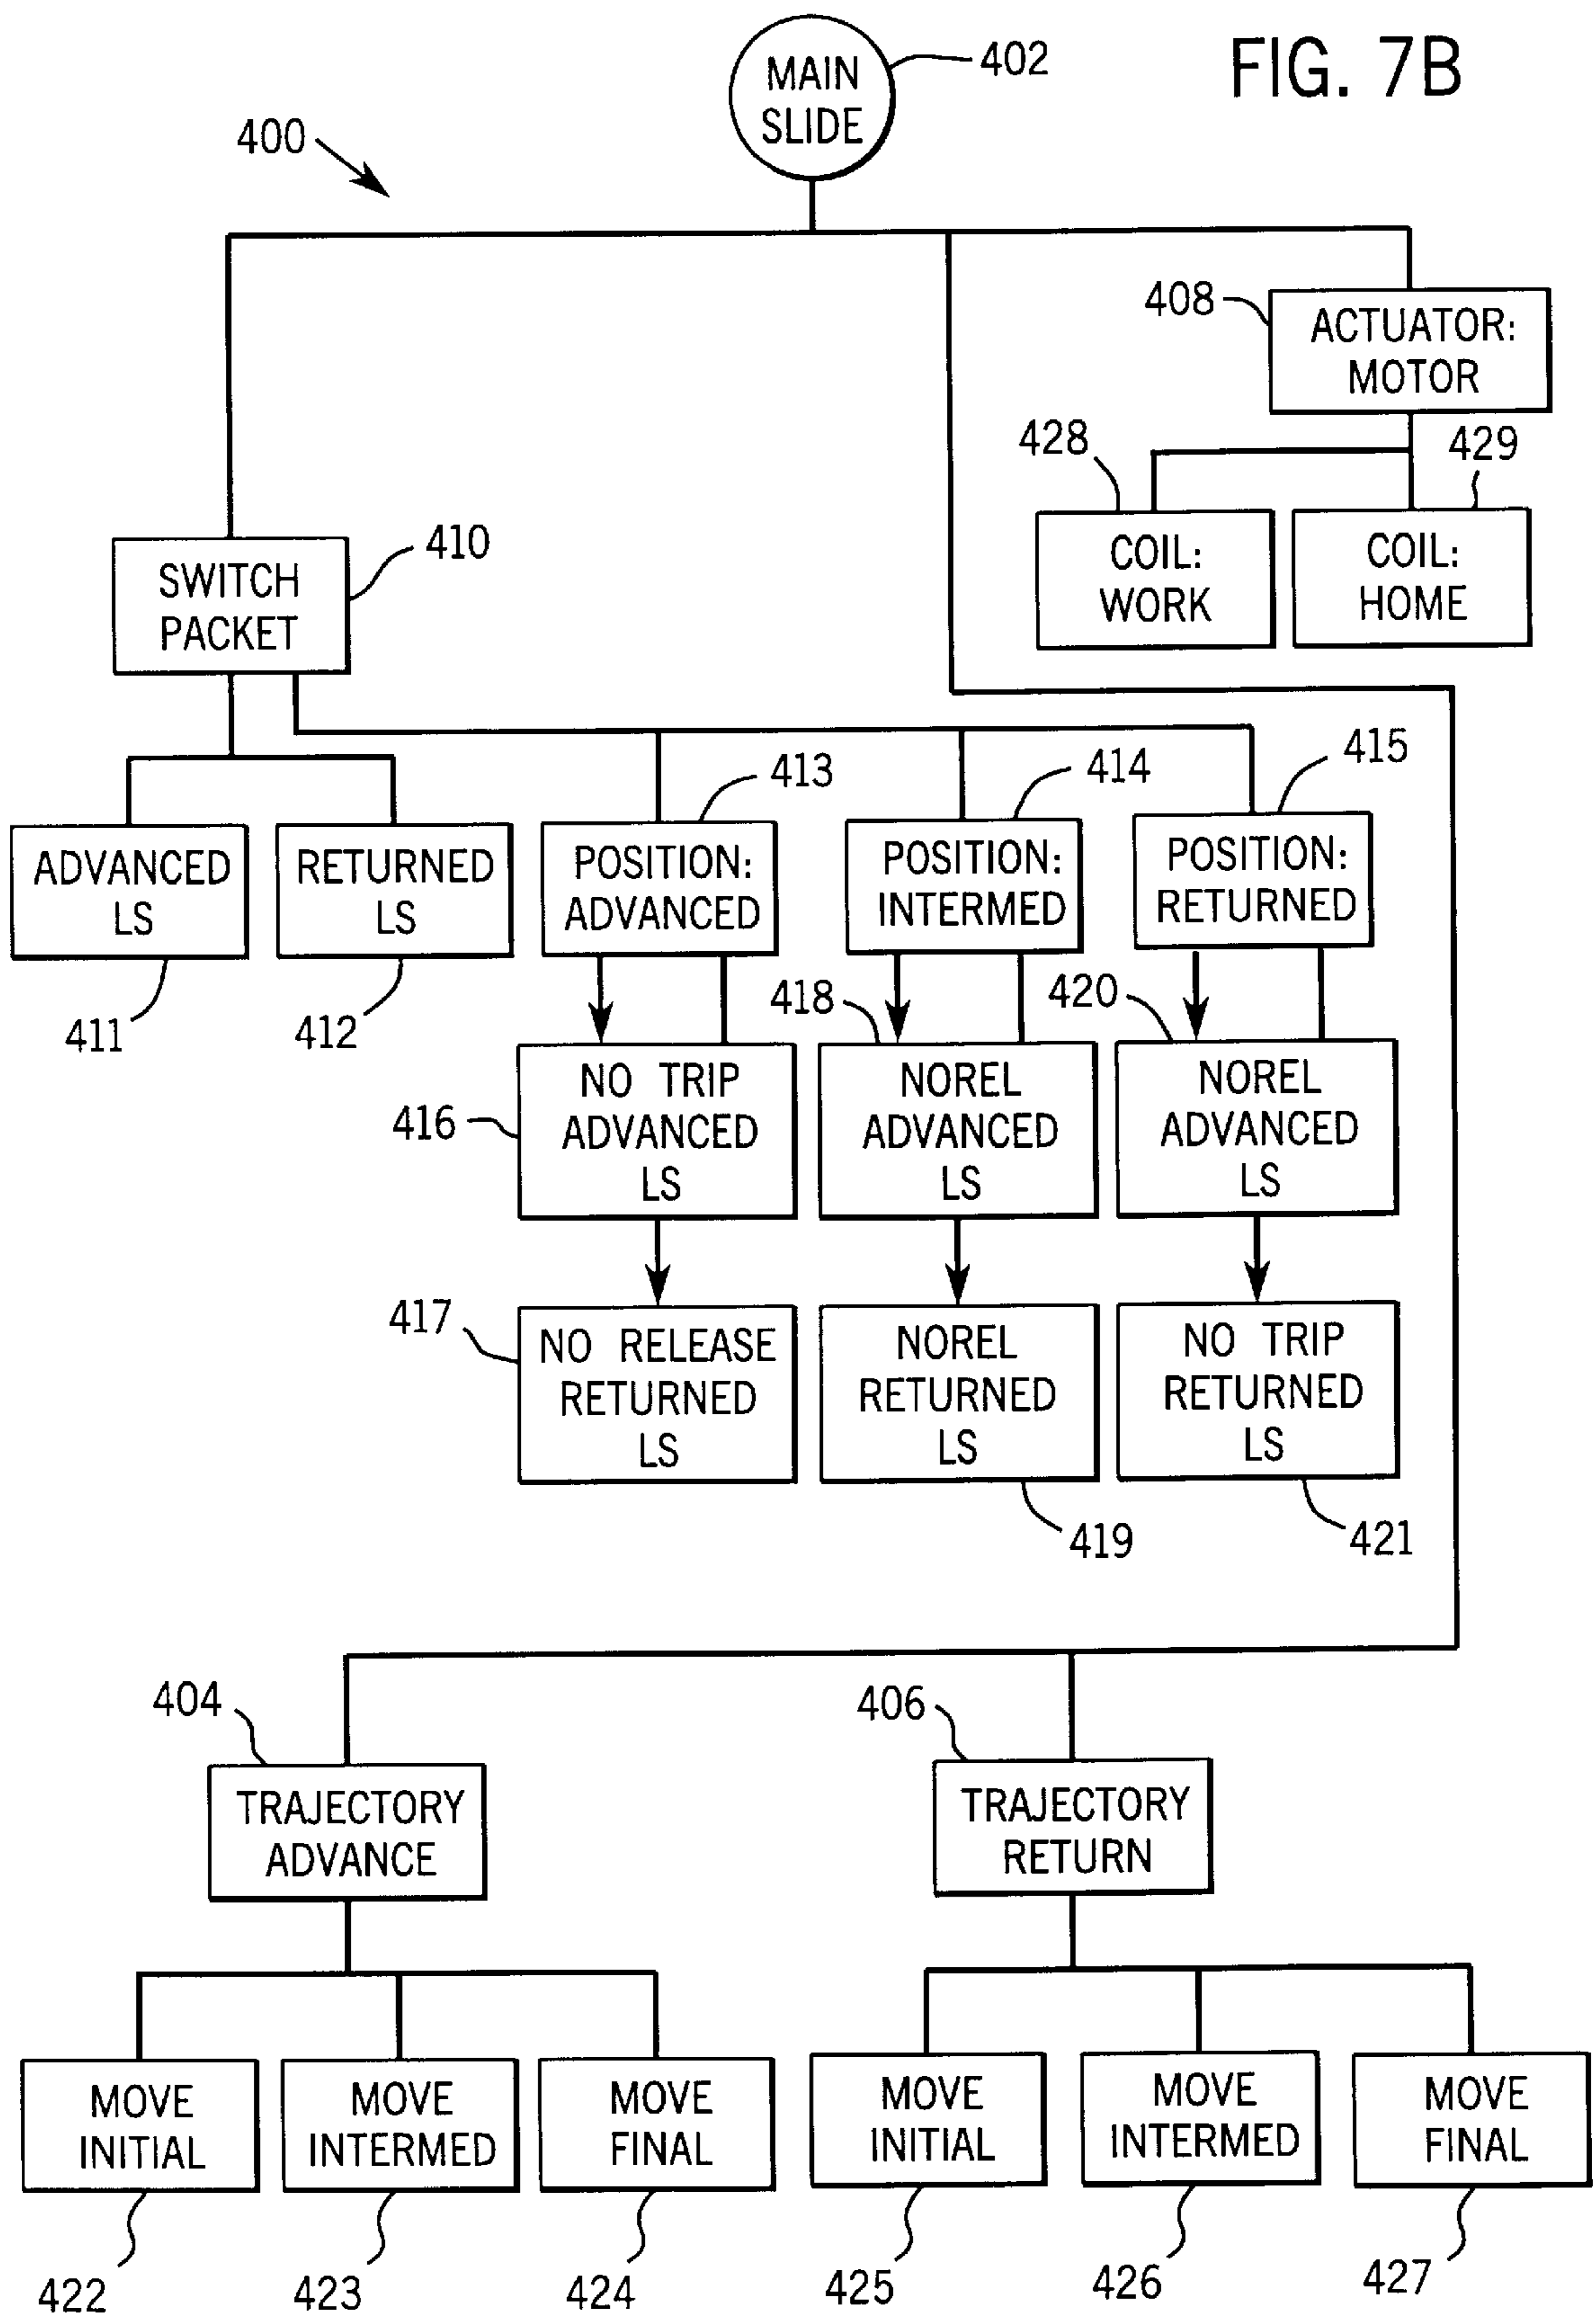 FIG. 7B
MAIN
SLIDE
402
400
408
ACTUATOR:
MOTOR
428
429
COIL:
WORK
COIL:
HOME
410
SWITCH
PACKET
413
414
415
ADVANCED
LS
RETURNED
LS
POSITION:
ADVANCED
POSITION:
INTERMED
POSITION:
RETURNED
411
412
418
420
416
NO TRIP
ADVANCED
LS
NOREL
ADVANCED
LS
NOREL
ADVANCED
LS
417
NO RELEASE
RETURNED
LS
NOREL
RETURNED
LS
NO TRIP
RETURNED
LS
419
421
404
406
TRAJECTORY
ADVANCE
TRAJECTORY
RETURN
MOVE
INITIAL
MOVE
INTERMED
MOVE
FINAL
MOVE
INITIAL
MOVE
INTERMED
MOVE
FINAL
422
423
424
425
426
427